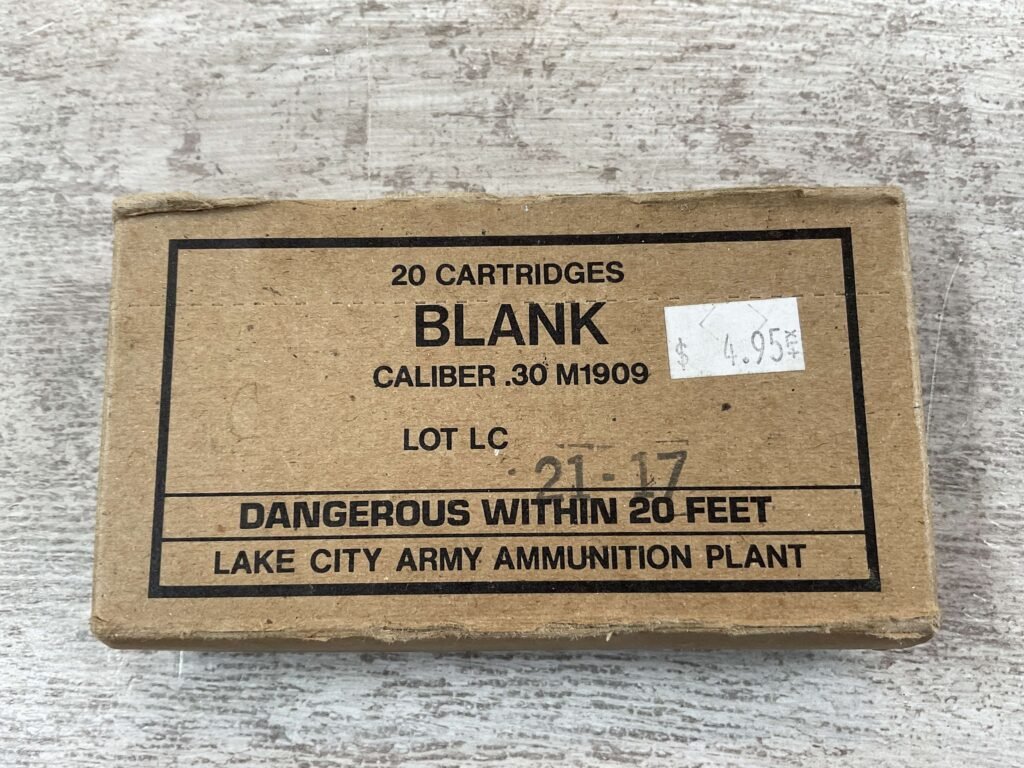 20 CARTRIDGES
BLANK
CALIBER .30 M1909
$ 4.95 +TX
LOT LC
21-17
DANGEROUS WITHIN 20 FEET
LAKE CITY ARMY AMMUNITION PLANT